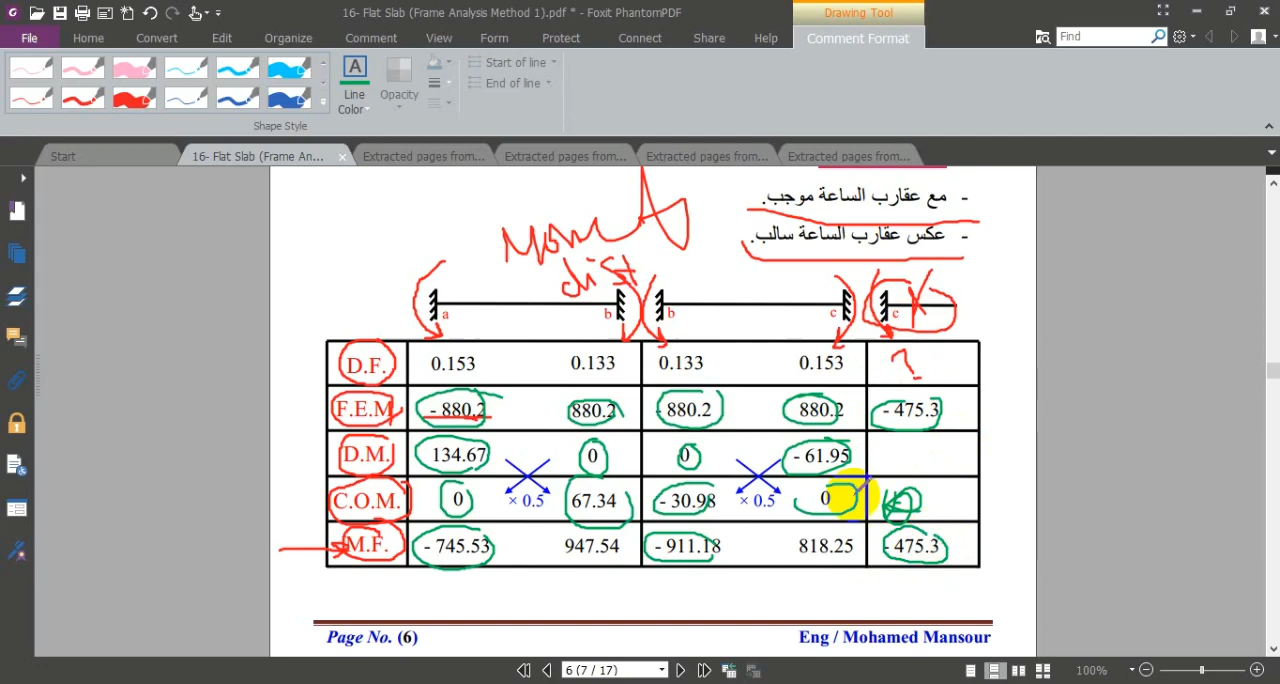 16- Flat Slab (Frame Analysis Method 1).pdf * - Foxit PhantomPDF
Drawing Tool
File Home Convert Edit Organize Comment View Form Protect Connect Share Help Comment Format
Find
A
Line Color
Opacity
Start of line
End of line
Shape Style
Start
16- Flat Slab (Frame An...
Extracted pages from...
Extracted pages from...
Extracted pages from...
Extracted pages from...
- مع عقارب الساعة موجب.
- عكس عقارب الساعة سالب.
dist
a b b c c
D.F. 0.153 0.133 0.133 0.153 ?
F.E.M - 880.2 880.2 - 880.2 880.2 - 475.3
D.M. 134.67 0 0 - 61.95
C.O.M. 0 × 0.5 67.34 - 30.98 × 0.5 0
M.F. - 745.53 947.54 - 911.18 818.25 - 475.3
Page No. (6) Eng / Mohamed Mansour
6 (7 / 17)
100%